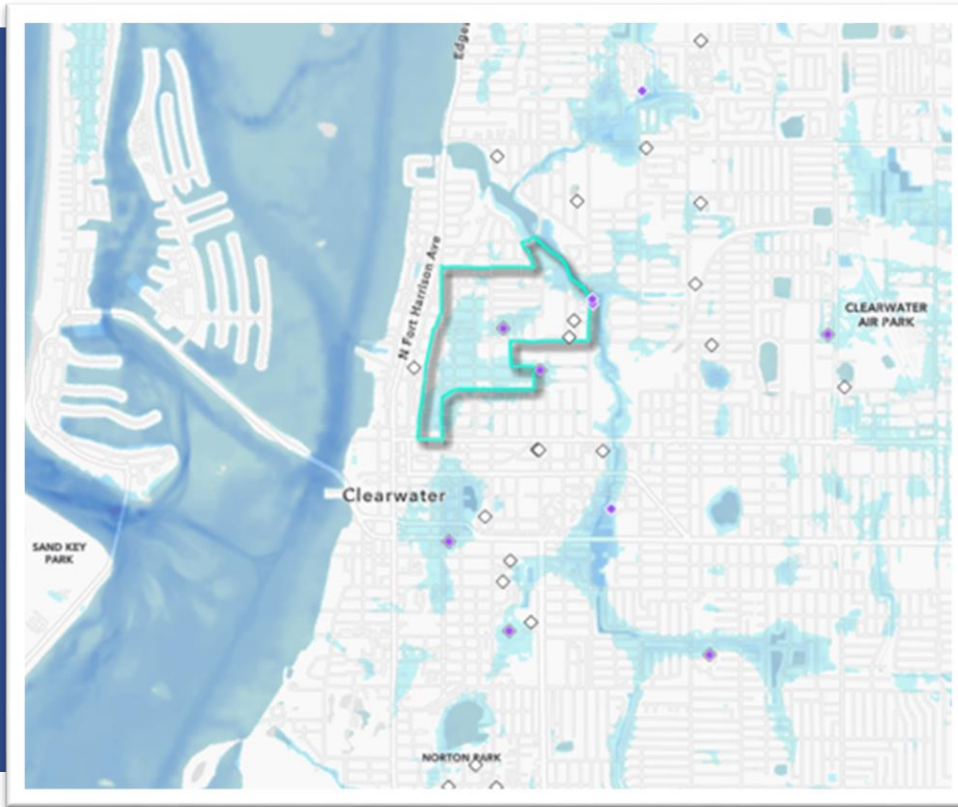 Edge
N Fort Harrison Ave
CLEARWATER
AIR PARK
Clearwater
SAND KEY
PARK
NORTON PARK